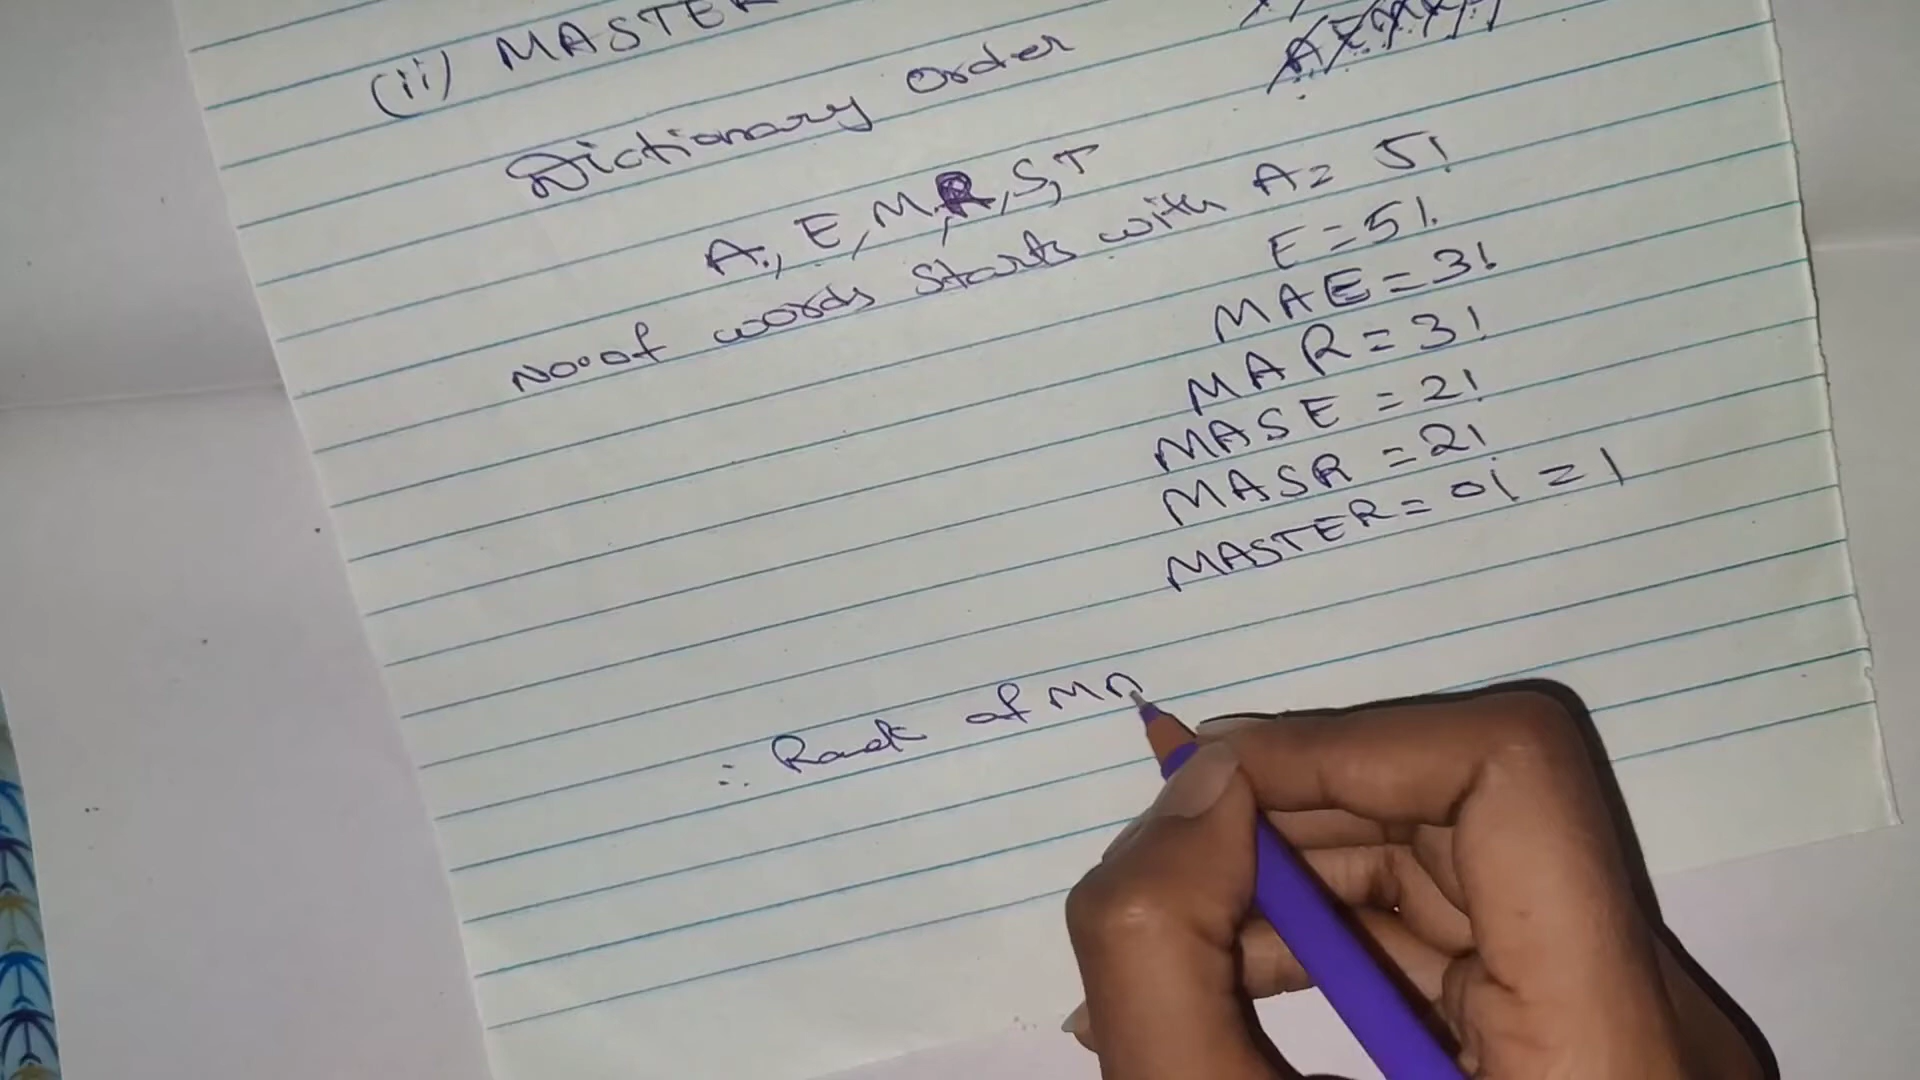 (ii) MASTER
Dictionary Order
A, E, M, R, S, T
No. of words starts with A = 5!
E = 5!
MAE = 3!
MAR = 3!
MASE = 2!
MASR = 2!
MASTER = 0! = 1
∴ Rank of MA